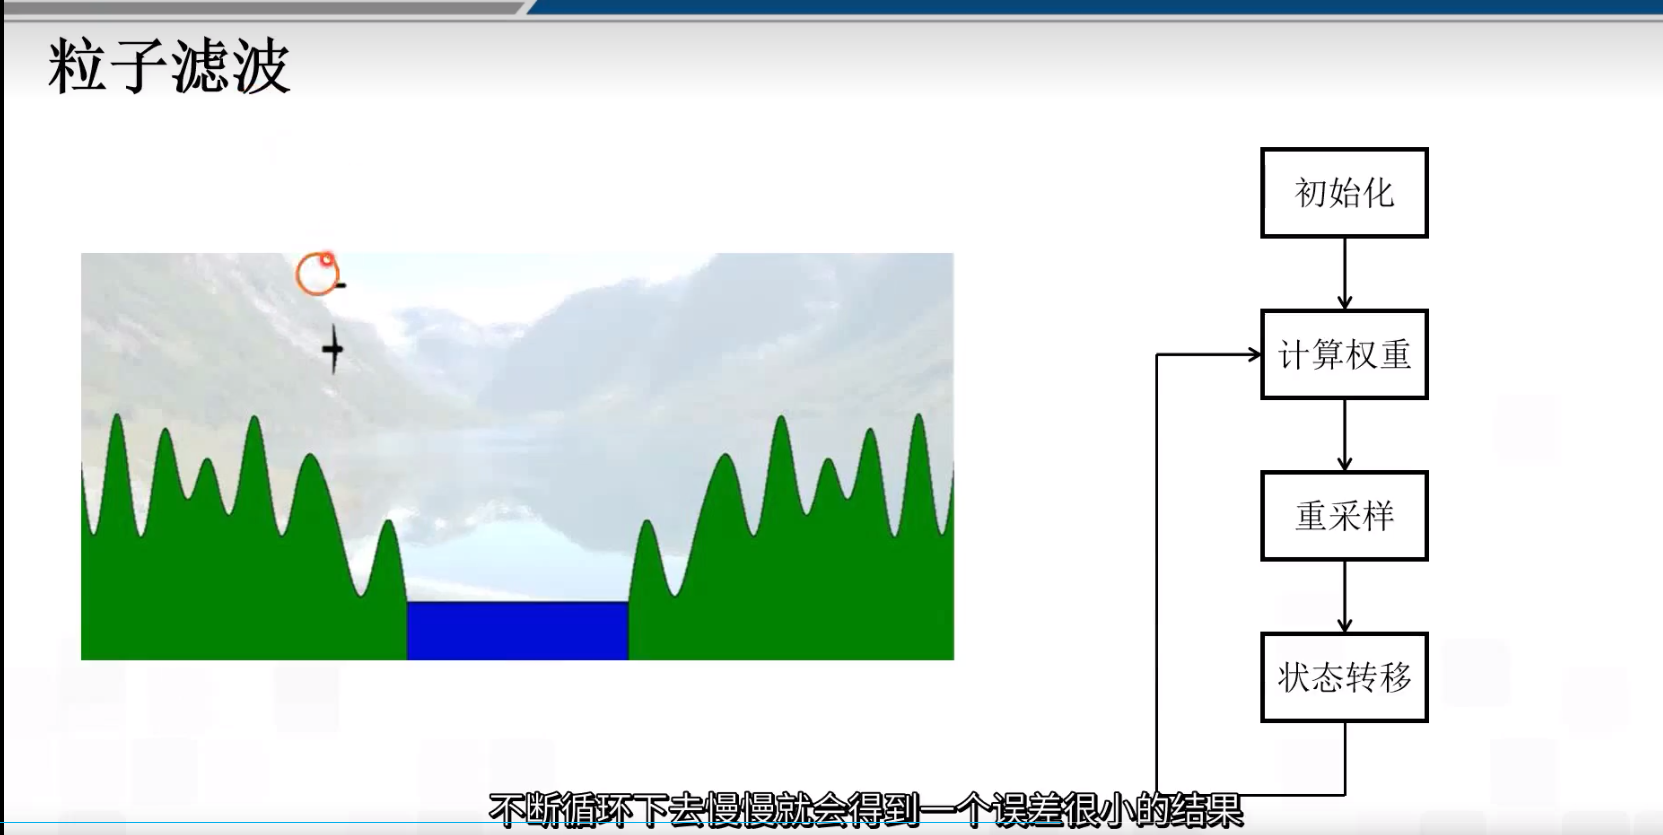 粒子滤波
初始化
计算权重
重采样
状态转移
不断循环下去慢慢就会得到一个误差很小的结果